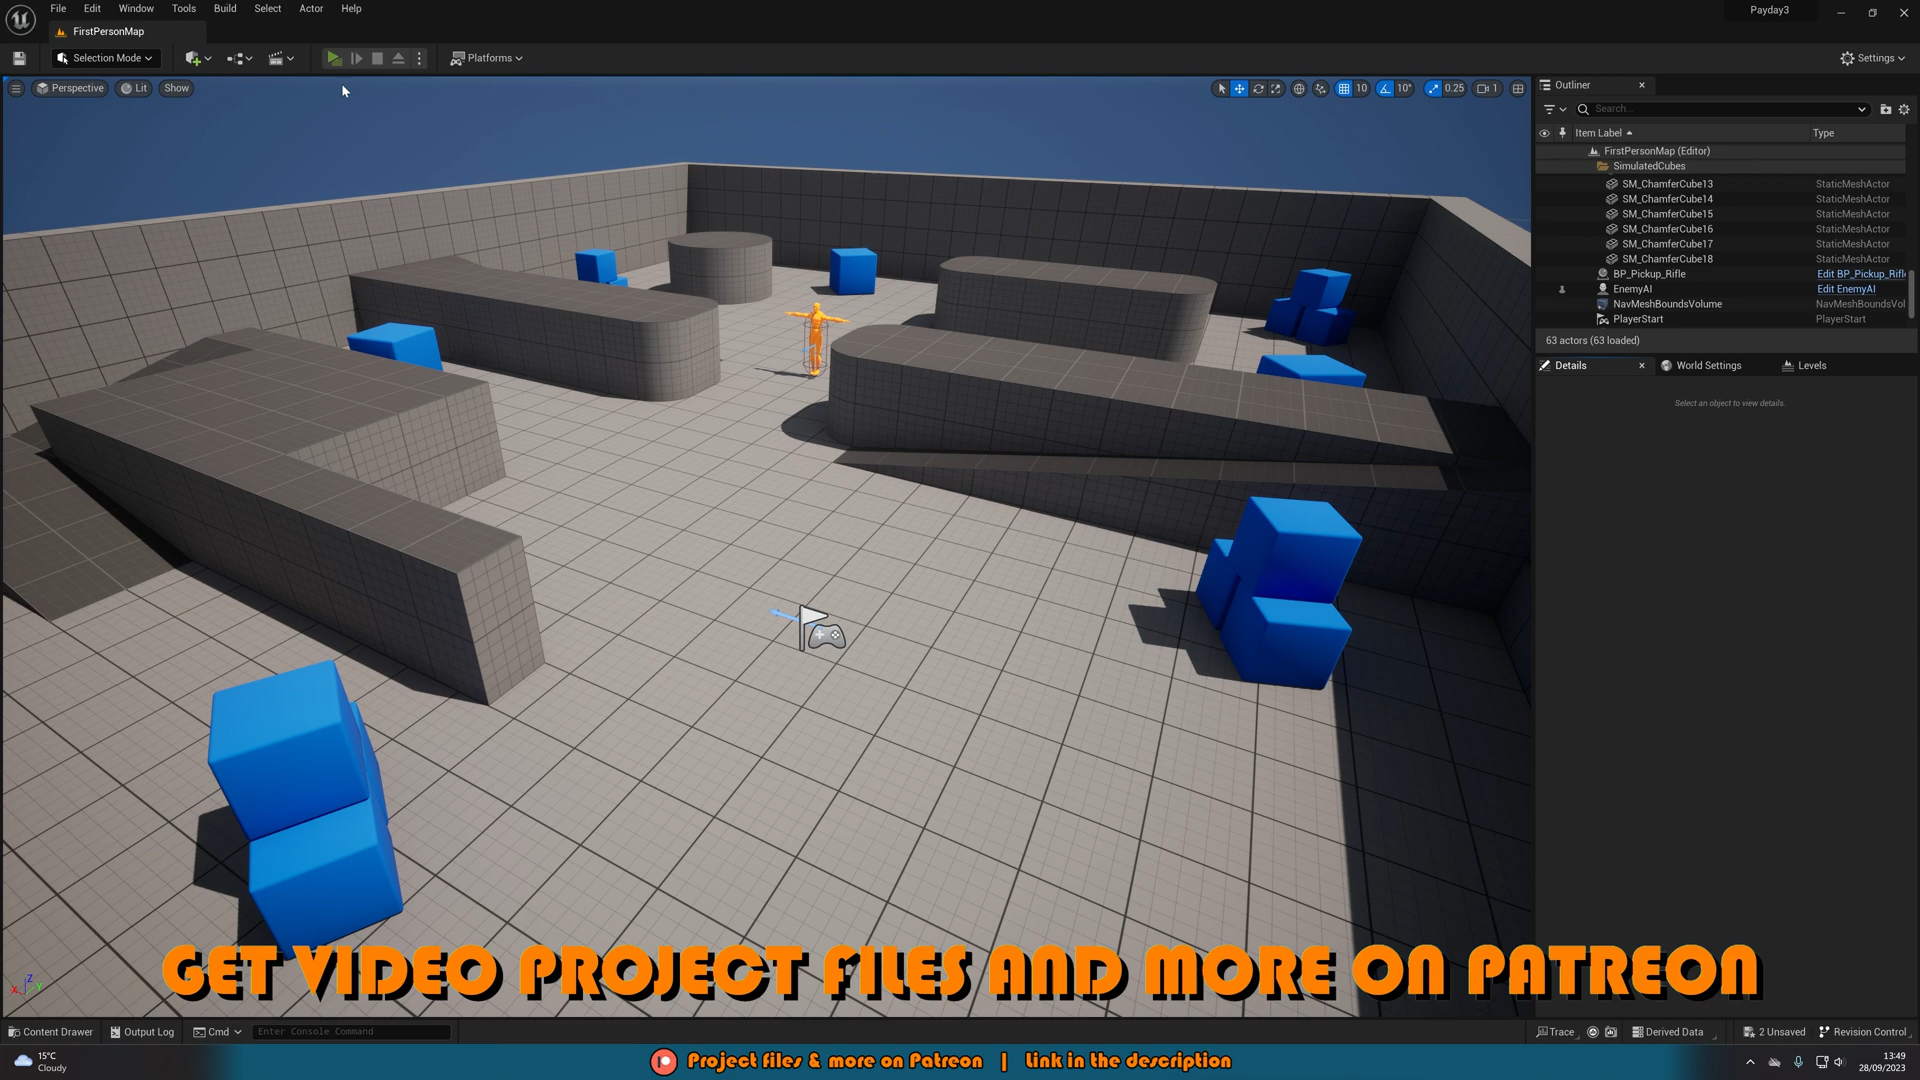 File Edit Window Tools Build Select Actor Help
Payday3
FirstPersonMap
Selection Mode
Platforms
Settings
Perspective Lit Show
10 10° 0.25 1
Outliner
Search...
Item Label Type
FirstPersonMap (Editor)
SimulatedCubes
SM_ChamferCube13 StaticMeshActor
SM_ChamferCube14 StaticMeshActor
SM_ChamferCube15 StaticMeshActor
SM_ChamferCube16 StaticMeshActor
SM_ChamferCube17 StaticMeshActor
SM_ChamferCube18 StaticMeshActor
BP_Pickup_Rifle Edit BP_Pickup_Rifl
EnemyAI Edit EnemyAI
NavMeshBoundsVolume NavMeshBoundsVol
PlayerStart PlayerStart
63 actors (63 loaded)
Details World Settings Levels
Select an object to view details.
Z
X Y
GET VIDEO PROJECT FILES AND MORE ON PATREON
Content Drawer Output Log Cmd Enter Console Command
Trace Derived Data 2 Unsaved Revision Control
15°C
Cloudy
Project files & more on Patreon | Link in the description
13:49
28/09/2023